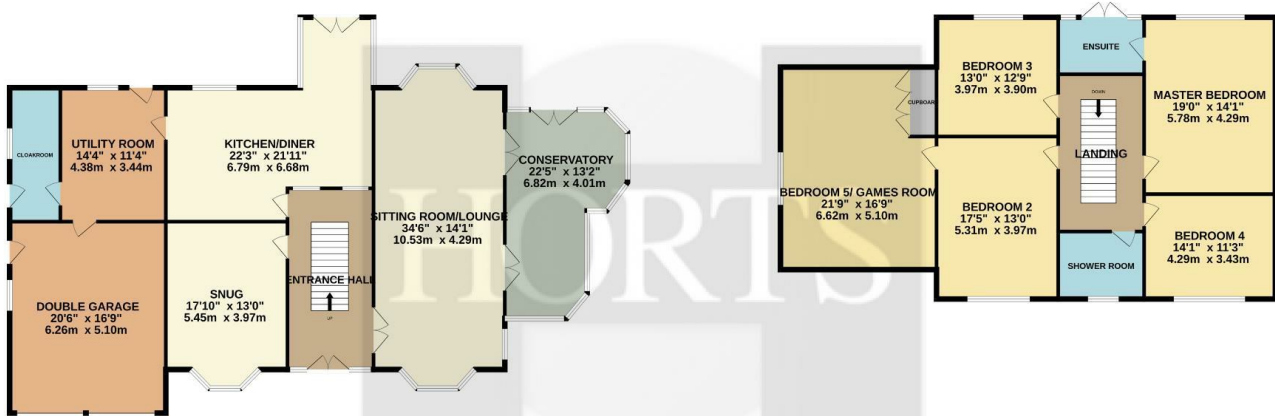 CLOAKROOM
UTILITY ROOM
14'4" x 11'4"
4.38m x 3.44m
KITCHEN/DINER
22'3" x 21'11"
6.79m x 6.68m
SITTING ROOM/LOUNGE
34'6" x 14'1"
10.53m x 4.29m
CONSERVATORY
22'5" x 13'2"
6.82m x 4.01m
DOUBLE GARAGE
20'6" x 16'9"
6.26m x 5.10m
SNUG
17'10" x 13'0"
5.45m x 3.97m
ENTRANCE HALL
UP
HORTS
BEDROOM 5/ GAMES ROOM
21'9" x 16'9"
6.62m x 5.10m
CUPBOARD
BEDROOM 3
13'0" x 12'9"
3.97m x 3.90m
ENSUITE
MASTER BEDROOM
19'0" x 14'1"
5.78m x 4.29m
DOWN
LANDING
BEDROOM 2
17'5" x 13'0"
5.31m x 3.97m
SHOWER ROOM
BEDROOM 4
14'1" x 11'3"
4.29m x 3.43m